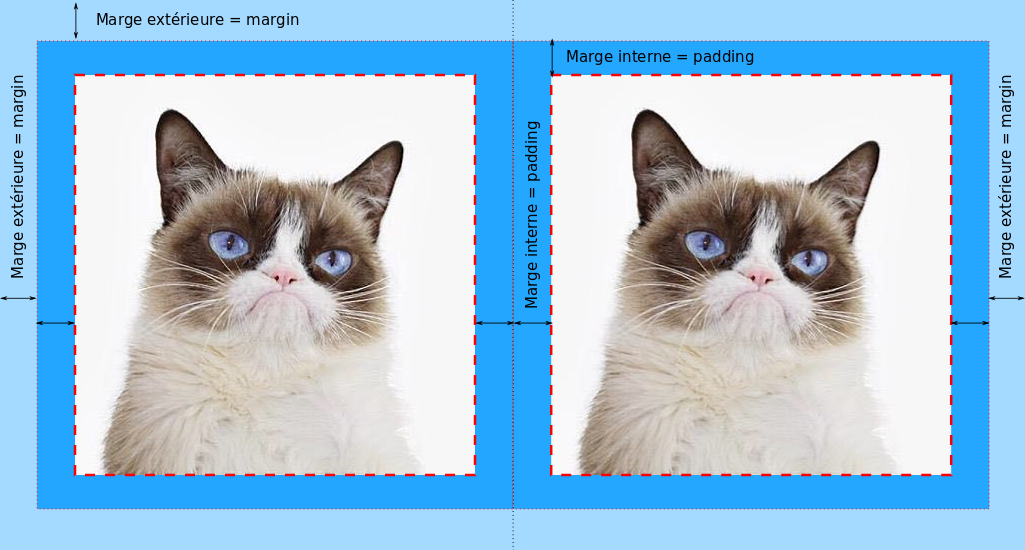 Marge extérieure = margin
Marge interne = padding
Marge extérieure = margin
Marge interne = padding
Marge extérieure = margin